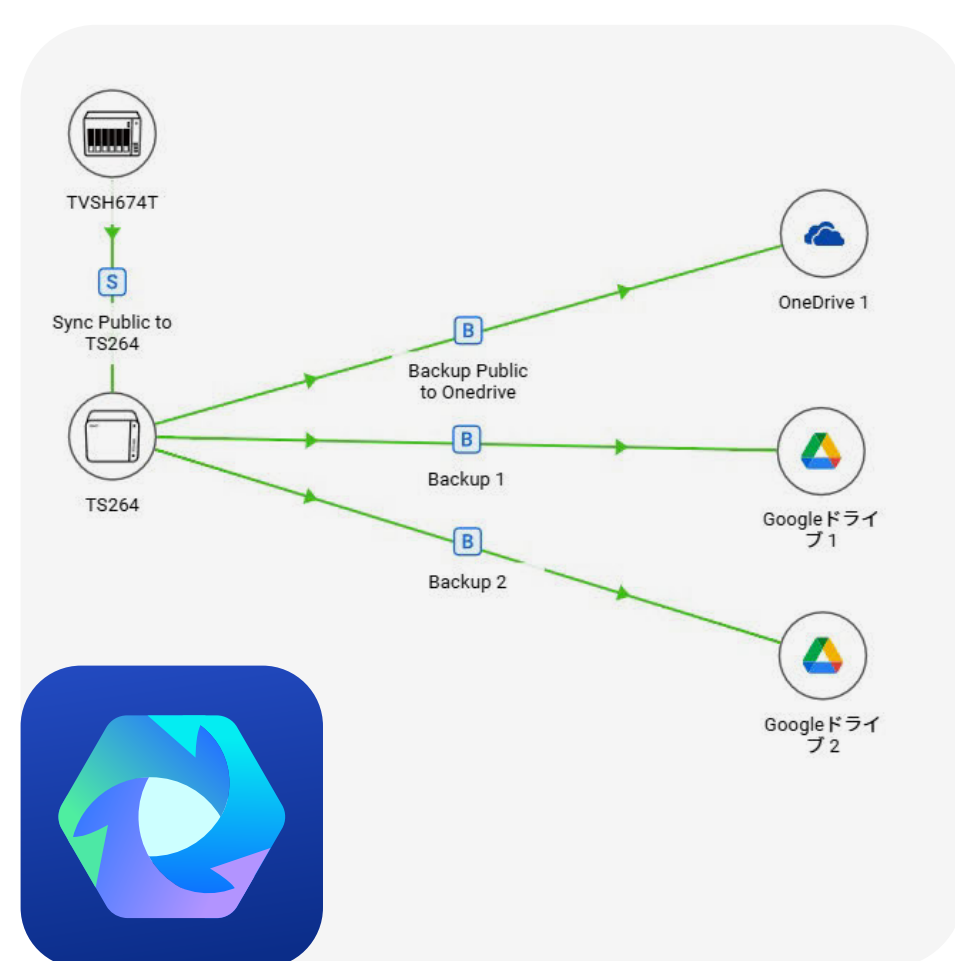 TVSH674T
S
Sync Public to
TS264
TS264
B
Backup Public
to Onedrive
B
Backup 1
B
Backup 2
OneDrive 1
Googleドライ
ブ 1
Googleドライ
ブ 2